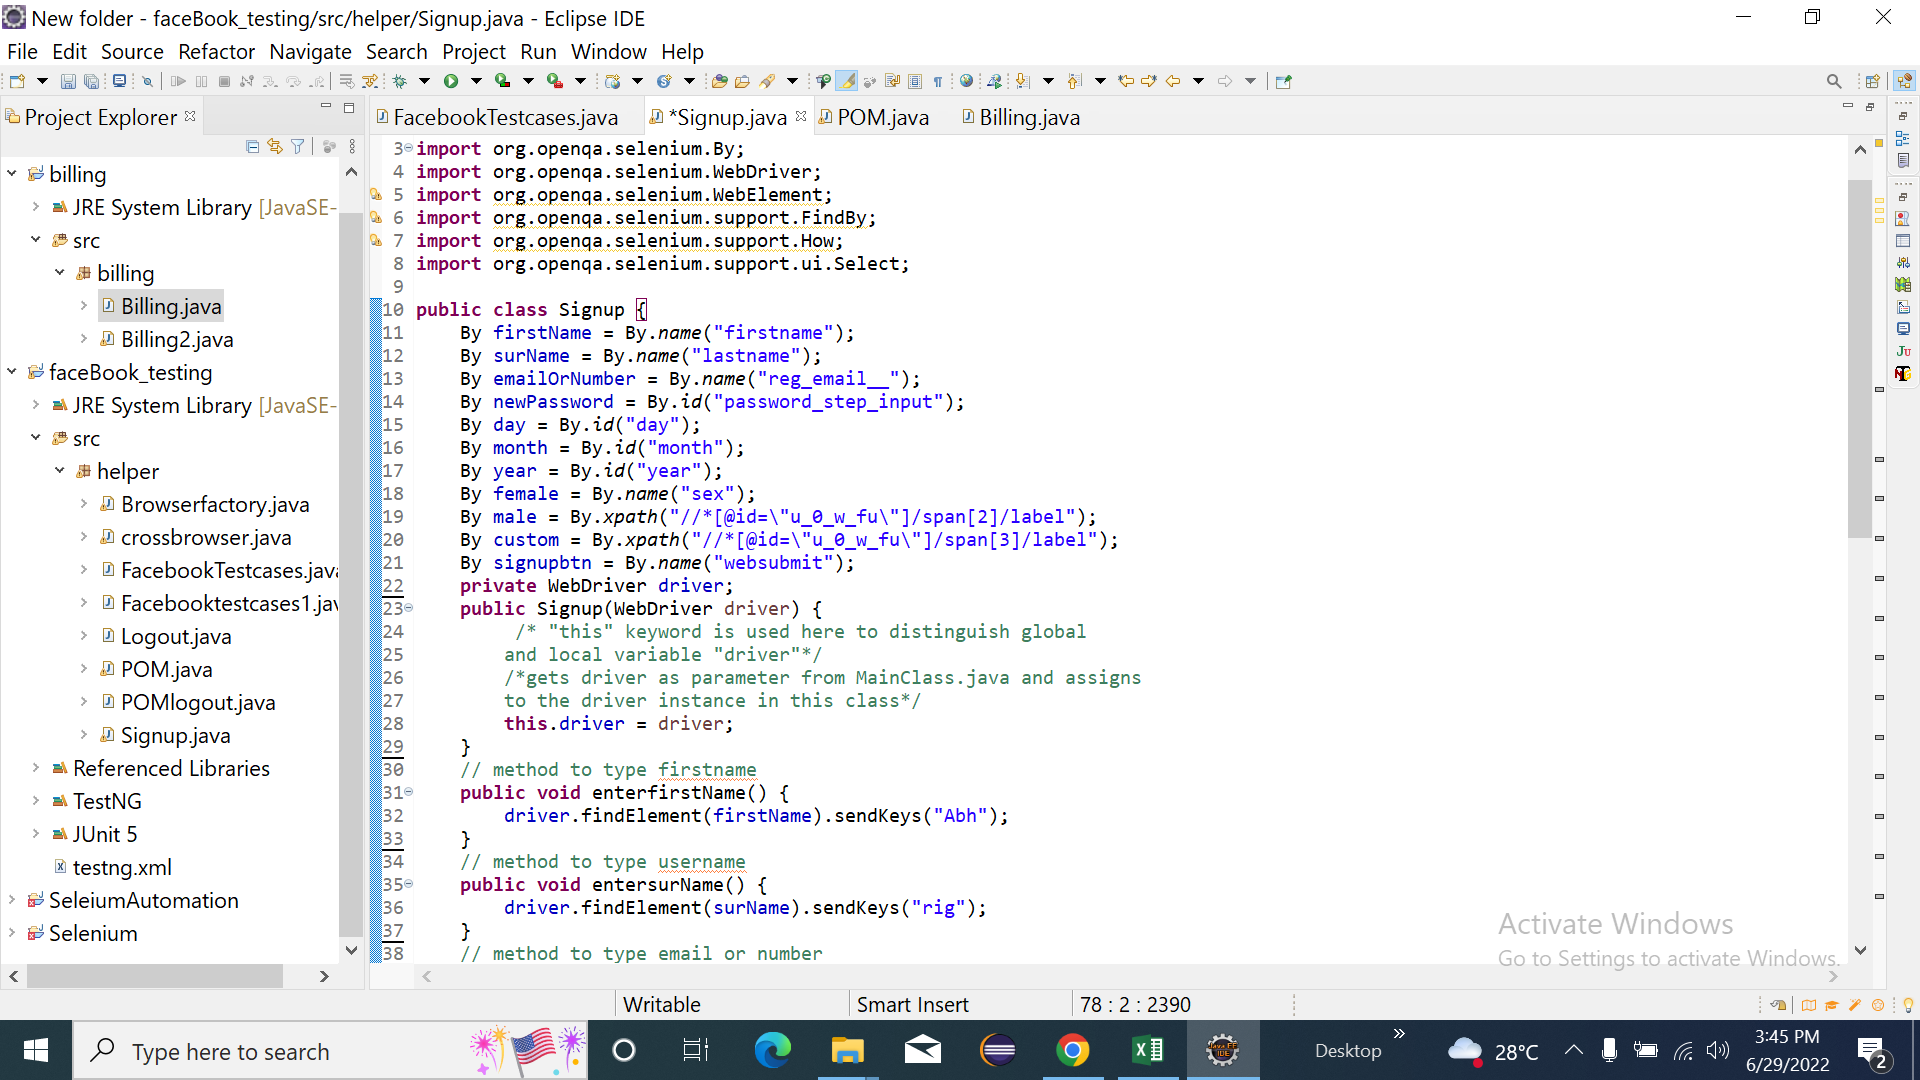 New folder - faceBook_testing/src/helper/Signup.java - Eclipse IDE
File Edit Source Refactor Navigate Search Project Run Window Help
Project Explorer
billing
JRE System Library [JavaSE-
src
billing
Billing.java
Billing2.java
faceBook_testing
JRE System Library [JavaSE-
src
helper
Browserfactory.java
crossbrowser.java
FacebookTestcases.java
Facebooktestcases1.jav
Logout.java
POM.java
POMlogout.java
Signup.java
Referenced Libraries
TestNG
JUnit 5
testng.xml
SeleiumAutomation
Selenium
FacebookTestcases.java *Signup.java POM.java Billing.java
3 import org.openqa.selenium.By;
4 import org.openqa.selenium.WebDriver;
5 import org.openqa.selenium.WebElement;
6 import org.openqa.selenium.support.FindBy;
7 import org.openqa.selenium.support.How;
8 import org.openqa.selenium.support.ui.Select;
9
10 public class Signup {
11 By firstName = By.name("firstname");
12 By surName = By.name("lastname");
13 By emailOrNumber = By.name("reg_email__");
14 By newPassword = By.id("password_step_input");
15 By day = By.id("day");
16 By month = By.id("month");
17 By year = By.id("year");
18 By female = By.name("sex");
19 By male = By.xpath("//*[@id=\"u_0_w_fu\"]/span[2]/label");
20 By custom = By.xpath("//*[@id=\"u_0_w_fu\"]/span[3]/label");
21 By signupbtn = By.name("websubmit");
22 private WebDriver driver;
23 public Signup(WebDriver driver) {
24 /* "this" keyword is used here to distinguish global
25 and local variable "driver"*/
26 /*gets driver as parameter from MainClass.java and assigns
27 to the driver instance in this class*/
28 this.driver = driver;
29 }
30 // method to type firstname
31 public void enterfirstName() {
32 driver.findElement(firstName).sendKeys("Abh");
33 }
34 // method to type username
35 public void entersurName() {
36 driver.findElement(surName).sendKeys("rig");
37 }
38 // method to type email or number
Activate Windows
Go to Settings to activate Windows.
Ju
Writable Smart Insert 78 : 2 : 2390
Type here to search
Desktop
28°C
3:45 PM
6/29/2022
2